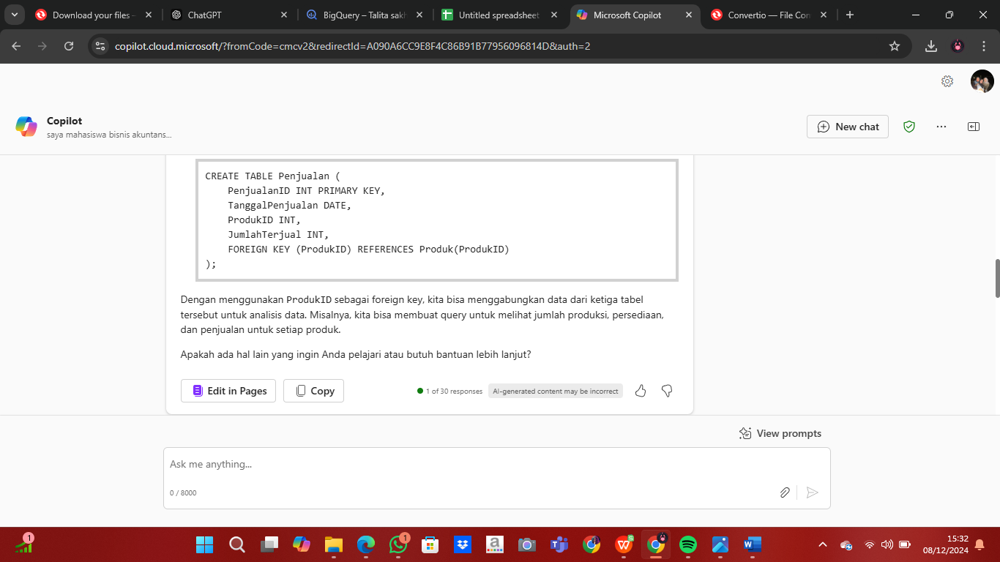 Download your files –
ChatGPT
BigQuery – Talita sakh
Untitled spreadsheet
Microsoft Copilot
Convertio — File Con
copilot.cloud.microsoft/?fromCode=cmcv2&redirectId=A090A6CC9E8F4C86B91B77956096814D&auth=2
Copilot
saya mahasiswa bisnis akuntans...
New chat
CREATE TABLE Penjualan (
PenjualanID INT PRIMARY KEY,
TanggalPenjualan DATE,
ProdukID INT,
JumlahTerjual INT,
FOREIGN KEY (ProdukID) REFERENCES Produk(ProdukID)
);
Dengan menggunakan ProdukID sebagai foreign key, kita bisa menggabungkan data dari ketiga tabel
tersebut untuk analisis data. Misalnya, kita bisa membuat query untuk melihat jumlah produksi, persediaan,
dan penjualan untuk setiap produk.
Apakah ada hal lain yang ingin Anda pelajari atau butuh bantuan lebih lanjut?
Edit in Pages
Copy
1 of 30 responses
AI-generated content may be incorrect
View prompts
Ask me anything...
0 / 8000
1
1
15:32
08/12/2024